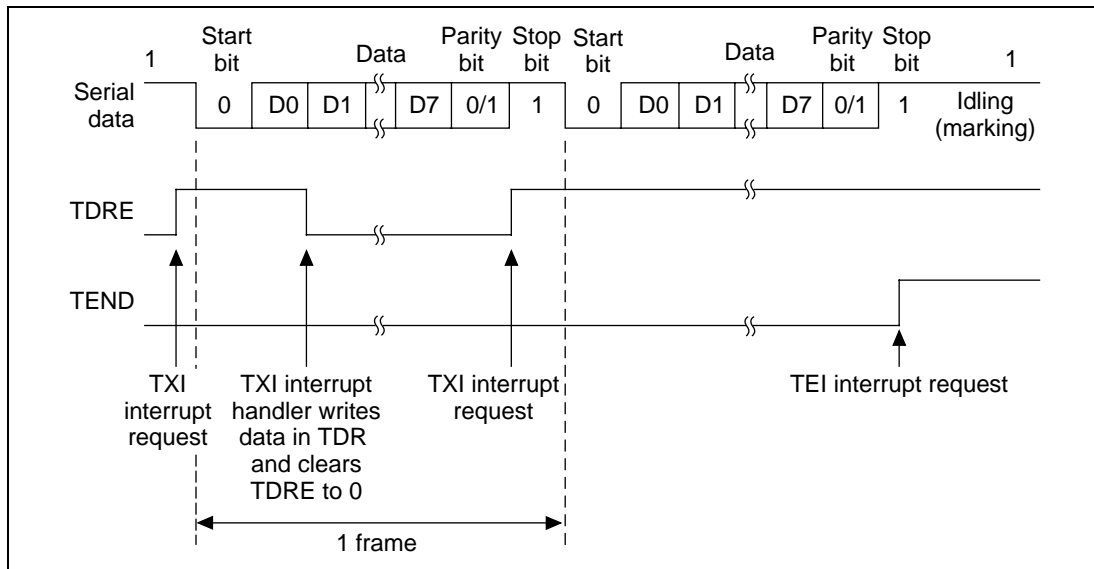 1
Start bit
Data
Parity bit
Stop bit
Start bit
Data
Parity bit
Stop bit
1
Serial data
0 D0 D1 D7 0/1 1 0 D0 D1 D7 0/1 1
Idling (marking)
TDRE
TEND
TXI
interrupt
request
TXI interrupt
handler writes
data in TDR
and clears
TDRE to 0
TXI interrupt
request
TEI interrupt request
1 frame